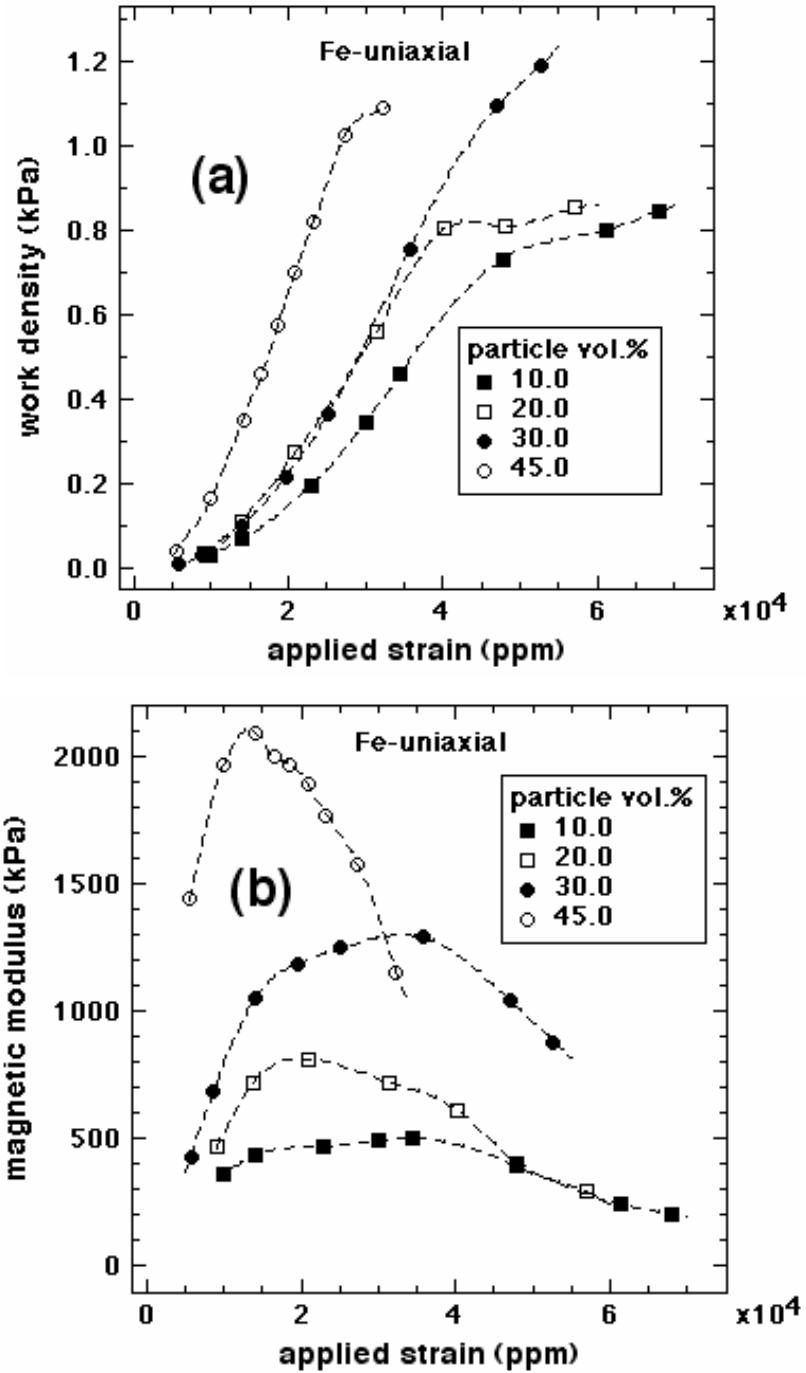 Fe-uniaxial
(a)
work density (kPa)
1.2
1.0
0.8
0.6
0.4
0.2
0.0
particle vol.%
10.0
20.0
30.0
45.0
0 2 4 6 x10⁴
applied strain (ppm)
Fe-uniaxial
(b)
magnetic modulus (kPa)
2000
1500
1000
500
0
particle vol.%
10.0
20.0
30.0
45.0
0 2 4 6 x10⁴
applied strain (ppm)